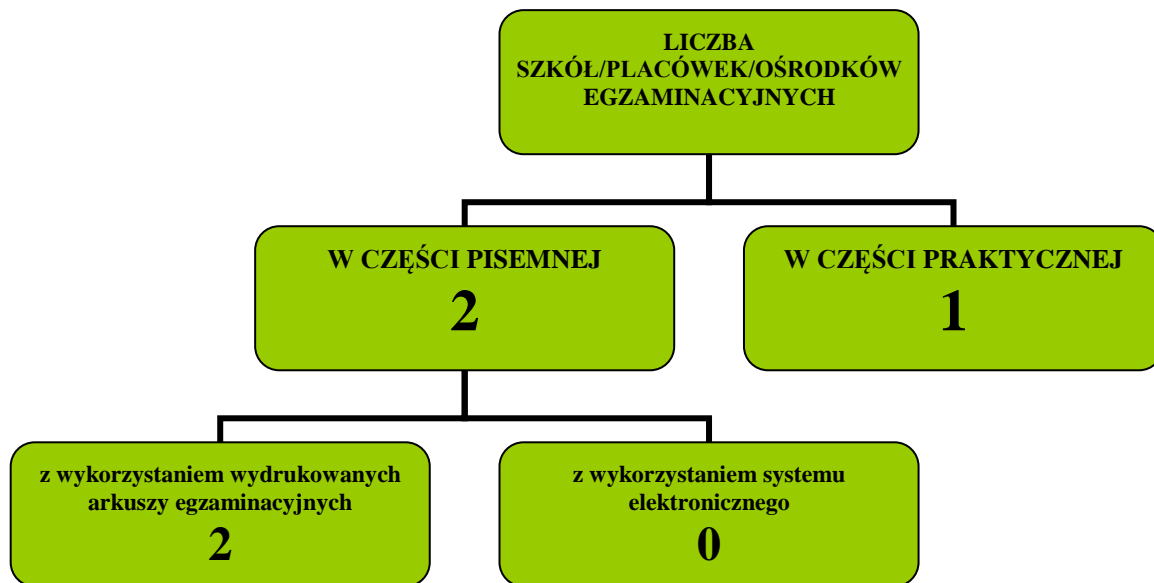 LICZBA
SZKÓŁ/PLACÓWEK/OŚRODKÓW
EGZAMINACYJNYCH
W CZĘŚCI PISEMNEJ
2
W CZĘŚCI PRAKTYCZNEJ
1
z wykorzystaniem wydrukowanych
arkuszy egzaminacyjnych
2
z wykorzystaniem systemu
elektronicznego
0